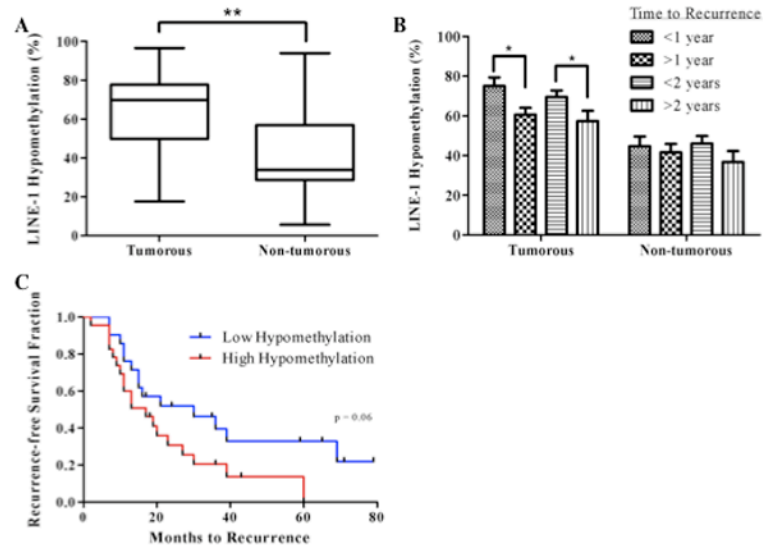 A
**
LINE-1 Hypomethylation (%)
100
80
60
40
20
0
Tumorous
Non-tumorous
B
Time to Recurrence
<1 year
>1 year
<2 years
>2 years
*
*
LINE-1 Hypomethylation (%)
100
80
60
40
20
0
Tumorous
Non-tumorous
C
Recurrence-free Survival Fraction
1.0
0.8
0.6
0.4
0.2
0.0
Low Hypomethylation
High Hypomethylation
p = 0.06
0
20
40
60
80
Months to Recurrence